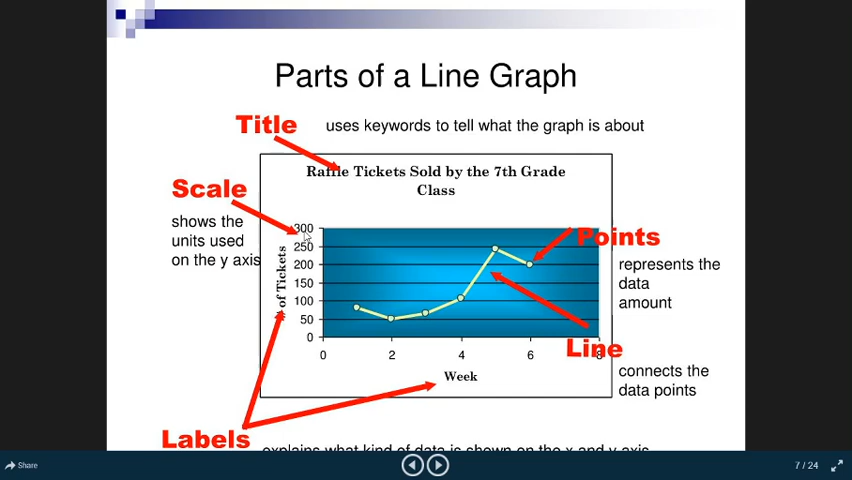 Parts of a Line Graph
Title
uses keywords to tell what the graph is about
Raffle Tickets Sold by the 7th Grade
Class
Scale
shows the
units used
on the y axis
300
250
200
150
100
50
0
of Tickets
0 2 4 6 8
Week
Points
represents the
data
amount
Line
connects the
data points
Labels
explains what kind of data is shown on the x and y axis
Share
7 / 24